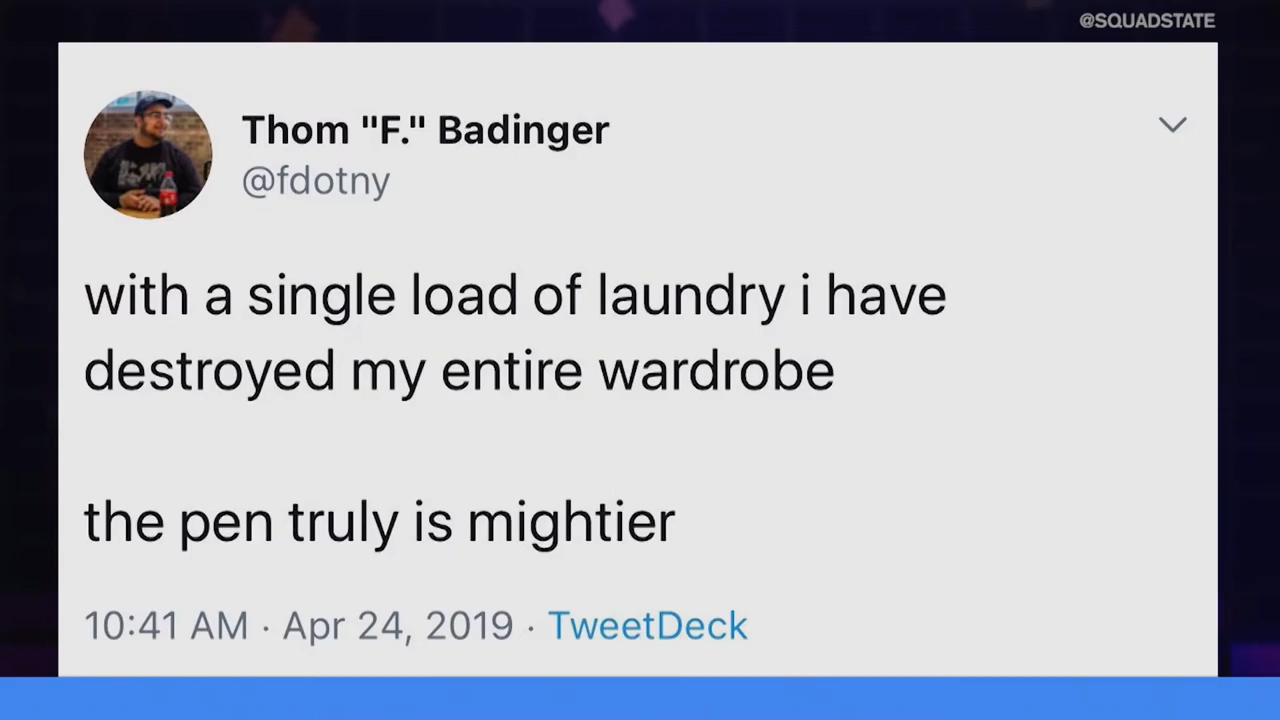 @SQUADSTATE
Thom "F." Badinger
@fdotny
with a single load of laundry i have
destroyed my entire wardrobe
the pen truly is mightier
10:41 AM · Apr 24, 2019 · TweetDeck